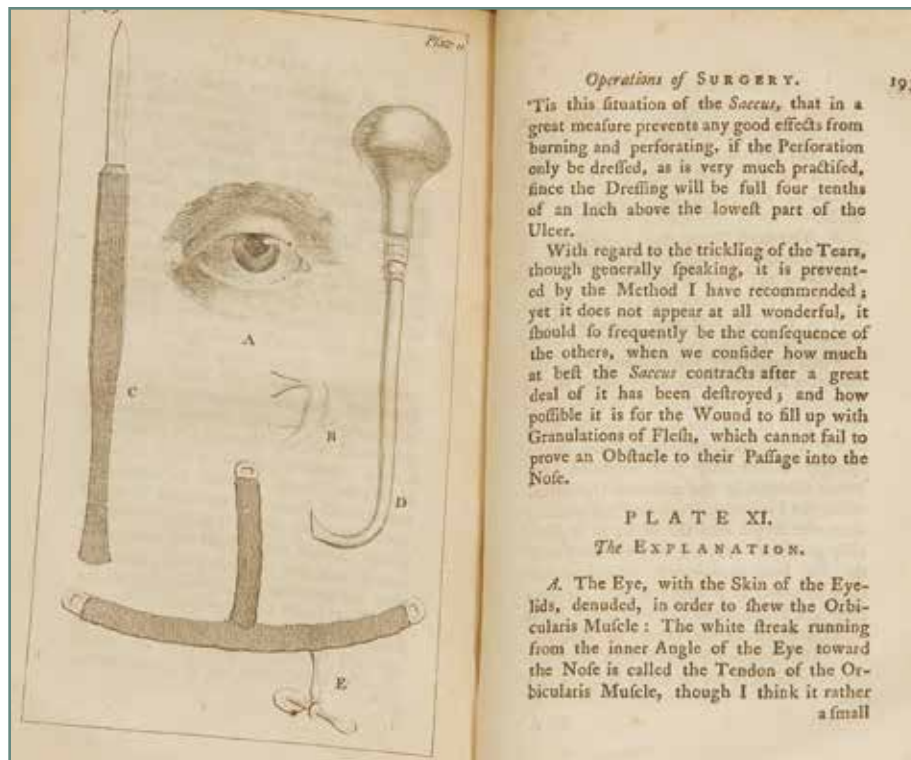 Plate 11
A
B
C
D
E
Operations of SURGERY. 19
'Tis this ſituation of the Saccus, that in a
great meaſure prevents any good effects from
burning and perforating, if the Perforation
only be dreſſed, as is very much practiſed,
ſince the Dreſſing will be full four tenths
of an Inch above the loweſt part of the
Ulcer.
With regard to the trickling of the Tears,
though generally ſpeaking, it is prevent-
ed by the Method I have recommended;
yet it does not appear at all wonderful, it
ſhould ſo frequently be the conſequence of
the others, when we conſider how much
at beſt the Saccus contracts after a great
deal of it has been deſtroyed; and how
poſſible it is for the Wound to fill up with
Granulations of Fleſh, which cannot fail to
prove an Obſtacle to their Paſſage into the
Noſe.
PLATE XI.
The EXPLANATION.
A. The Eye, with the Skin of the Eye-
lids, denuded, in order to ſhew the Orbi-
cularis Muſcle: The white ſtreak running
from the inner Angle of the Eye toward
the Noſe is called the Tendon of the Or-
bicularis Muſcle, though I think it rather
a ſmall